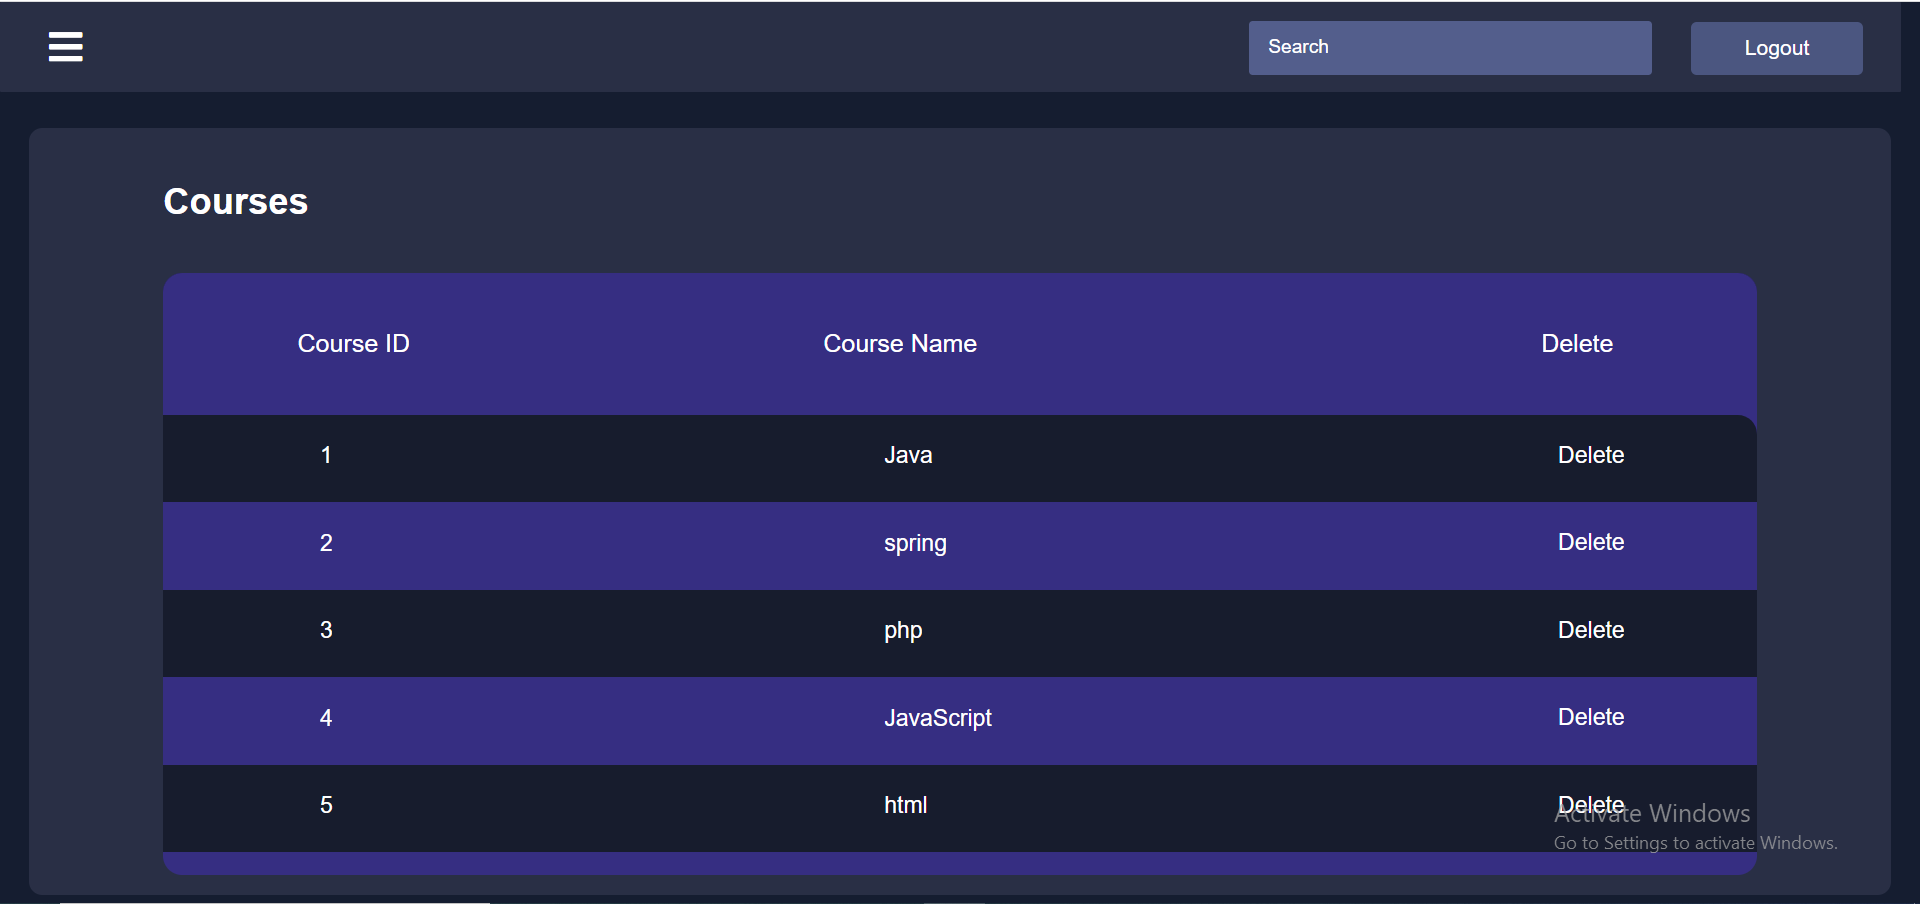 Search Logout
Courses
Course ID Course Name Delete
1 Java Delete
2 spring Delete
3 php Delete
4 JavaScript Delete
5 html Delete
Activate Windows
Go to Settings to activate Windows.